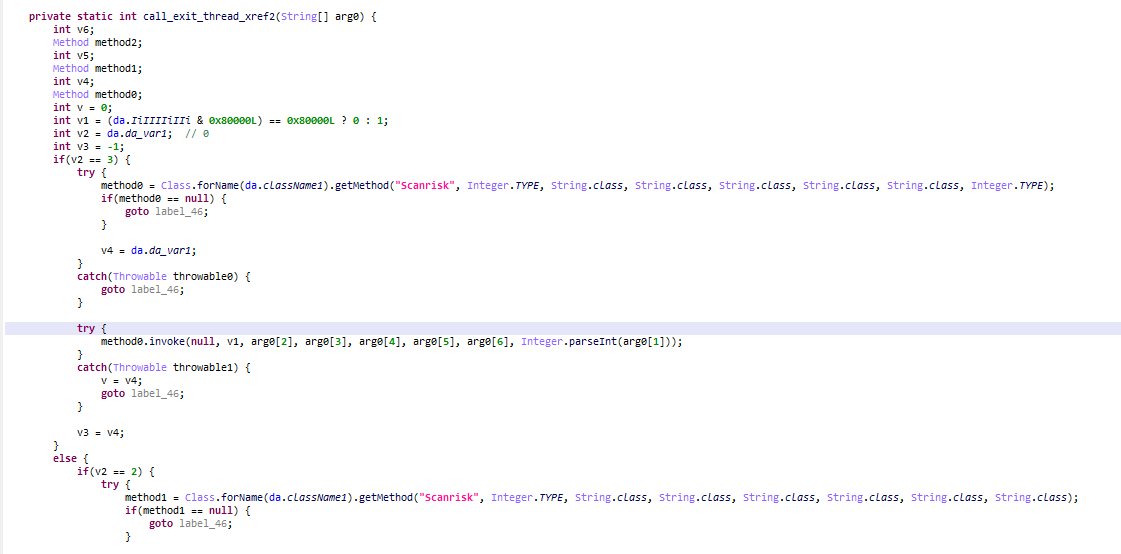 private static int call_exit_thread_xref2(String[] arg0) {
int v6;
Method method2;
int v5;
Method method1;
int v4;
Method method0;
int v = 0;
int v1 = (da.IiIIIIiIIi & 0x80000L) == 0x80000L ? 0 : 1;
int v2 = da.da_var1;  // 0
int v3 = -1;
if(v2 == 3) {
try {
method0 = Class.forName(da.className1).getMethod("Scanrisk", Integer.TYPE, String.class, String.class, String.class, String.class, String.class, Integer.TYPE);
if(method0 == null) {
goto label_46;
}
v4 = da.da_var1;
}
catch(Throwable throwable0) {
goto label_46;
}
try {
method0.invoke(null, v1, arg0[2], arg0[3], arg0[4], arg0[5], arg0[6], Integer.parseInt(arg0[1]));
}
catch(Throwable throwable1) {
v = v4;
goto label_46;
}
v3 = v4;
}
else {
if(v2 == 2) {
try {
method1 = Class.forName(da.className1).getMethod("Scanrisk", Integer.TYPE, String.class, String.class, String.class, String.class, String.class, String.class);
if(method1 == null) {
goto label_46;
}